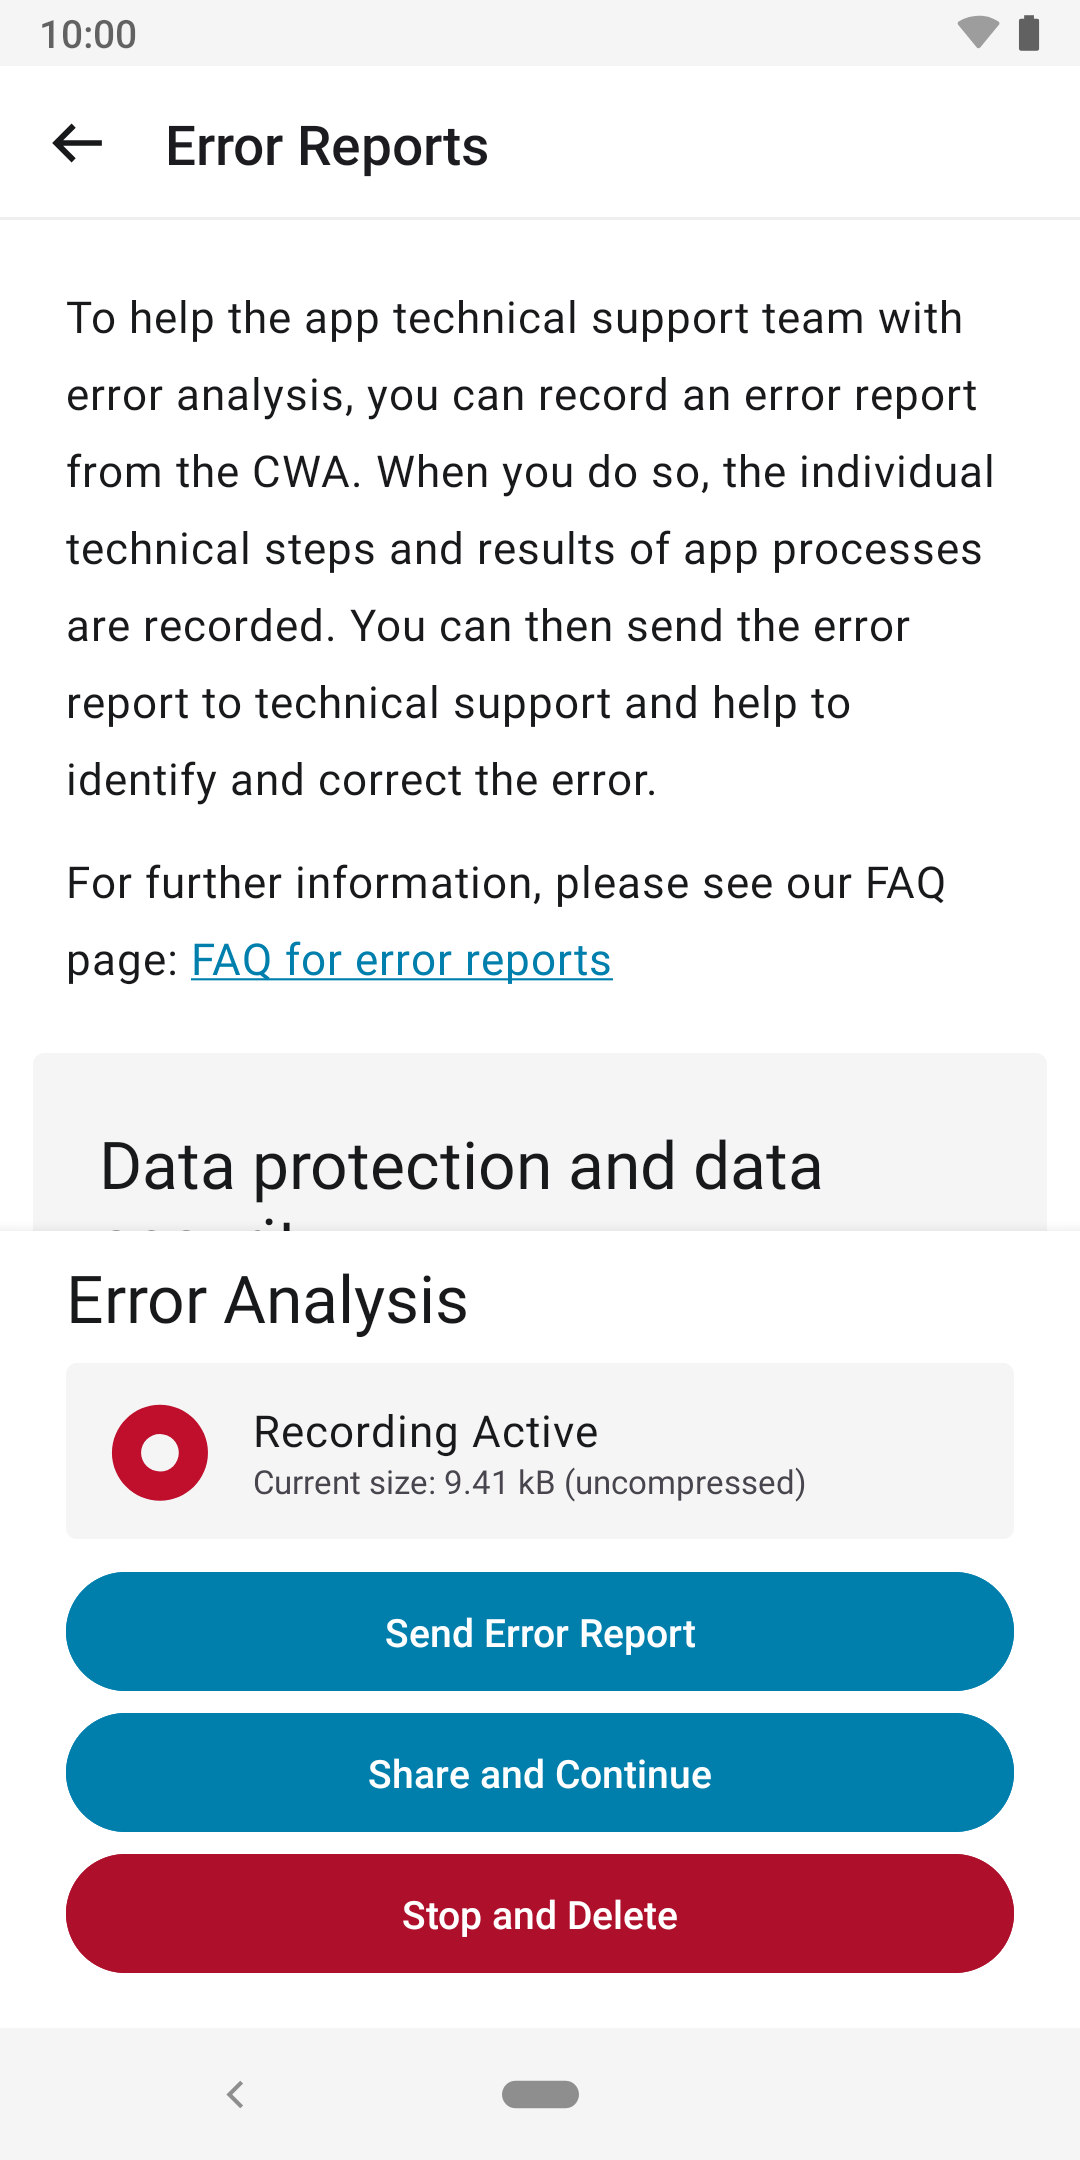 10:00
Error Reports
To help the app technical support team with
error analysis, you can record an error report
from the CWA. When you do so, the individual
technical steps and results of app processes
are recorded. You can then send the error
report to technical support and help to
identify and correct the error.
For further information, please see our FAQ
page: FAQ for error reports
Data protection and data
Error Analysis
Recording Active
Current size: 9.41 kB (uncompressed)
Send Error Report
Share and Continue
Stop and Delete